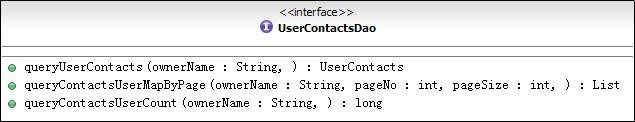 <<interface>>
I UserContactsDao
queryUserContacts(ownerName : String, ) : UserContacts
queryContactsUserMapByPage(ownerName : String, pageNo : int, pageSize : int, ) : List
queryContactsUserCount(ownerName : String, ) : long